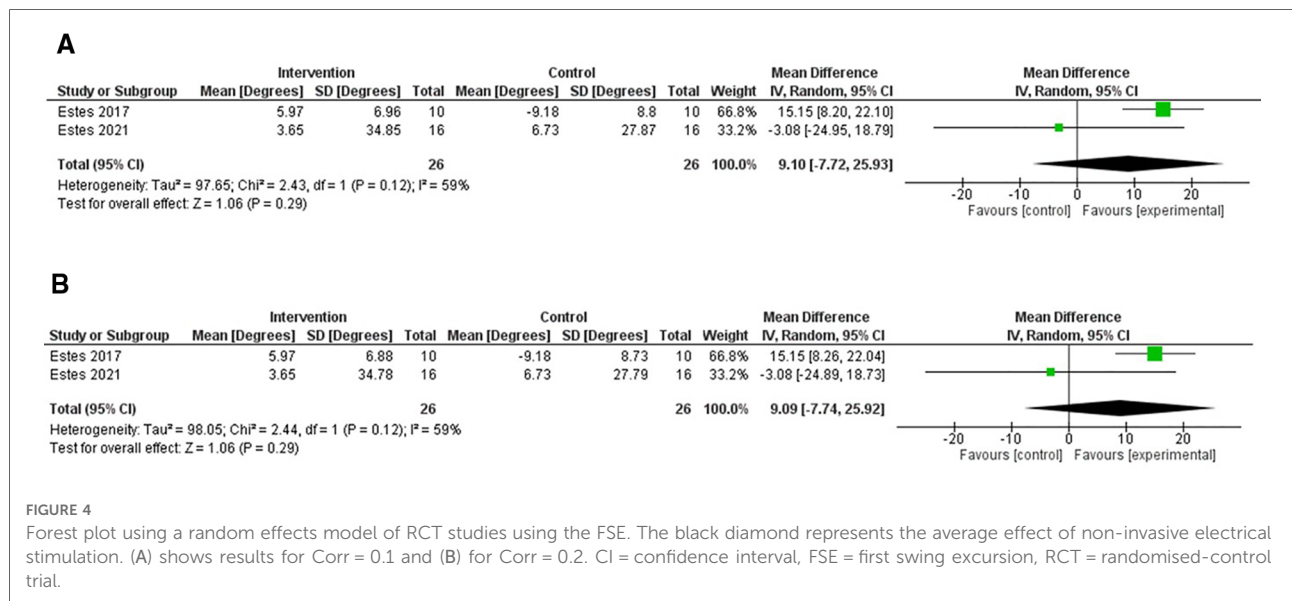 A
Intervention Control Mean Difference Mean Difference
Study or Subgroup Mean [Degrees] SD [Degrees] Total Mean [Degrees] SD [Degrees] Total Weight IV, Random, 95% CI IV, Random, 95% CI
Estes 2017 5.97 6.96 10 -9.18 8.8 10 66.8% 15.15 [8.20, 22.10]
Estes 2021 3.65 34.85 16 6.73 27.87 16 33.2% -3.08 [-24.95, 18.79]
Total (95% CI) 26 26 100.0% 9.10 [-7.72, 25.93]
Heterogeneity: Tau² = 97.65; Chi² = 2.43, df = 1 (P = 0.12); I² = 59%
Test for overall effect: Z = 1.06 (P = 0.29)
-20 -10 0 10 20
Favours [control] Favours [experimental]
B
Intervention Control Mean Difference Mean Difference
Study or Subgroup Mean [Degrees] SD [Degrees] Total Mean [Degrees] SD [Degrees] Total Weight IV, Random, 95% CI IV, Random, 95% CI
Estes 2017 5.97 6.88 10 -9.18 8.73 10 66.8% 15.15 [8.26, 22.04]
Estes 2021 3.65 34.78 16 6.73 27.79 16 33.2% -3.08 [-24.89, 18.73]
Total (95% CI) 26 26 100.0% 9.09 [-7.74, 25.92]
Heterogeneity: Tau² = 98.05; Chi² = 2.44, df = 1 (P = 0.12); I² = 59%
Test for overall effect: Z = 1.06 (P = 0.29)
-20 -10 0 10 20
Favours [control] Favours [experimental]
FIGURE 4
Forest plot using a random effects model of RCT studies using the FSE. The black diamond represents the average effect of non-invasive electrical
stimulation. (A) shows results for Corr = 0.1 and (B) for Corr = 0.2. CI = confidence interval, FSE = first swing excursion, RCT = randomised-control
trial.